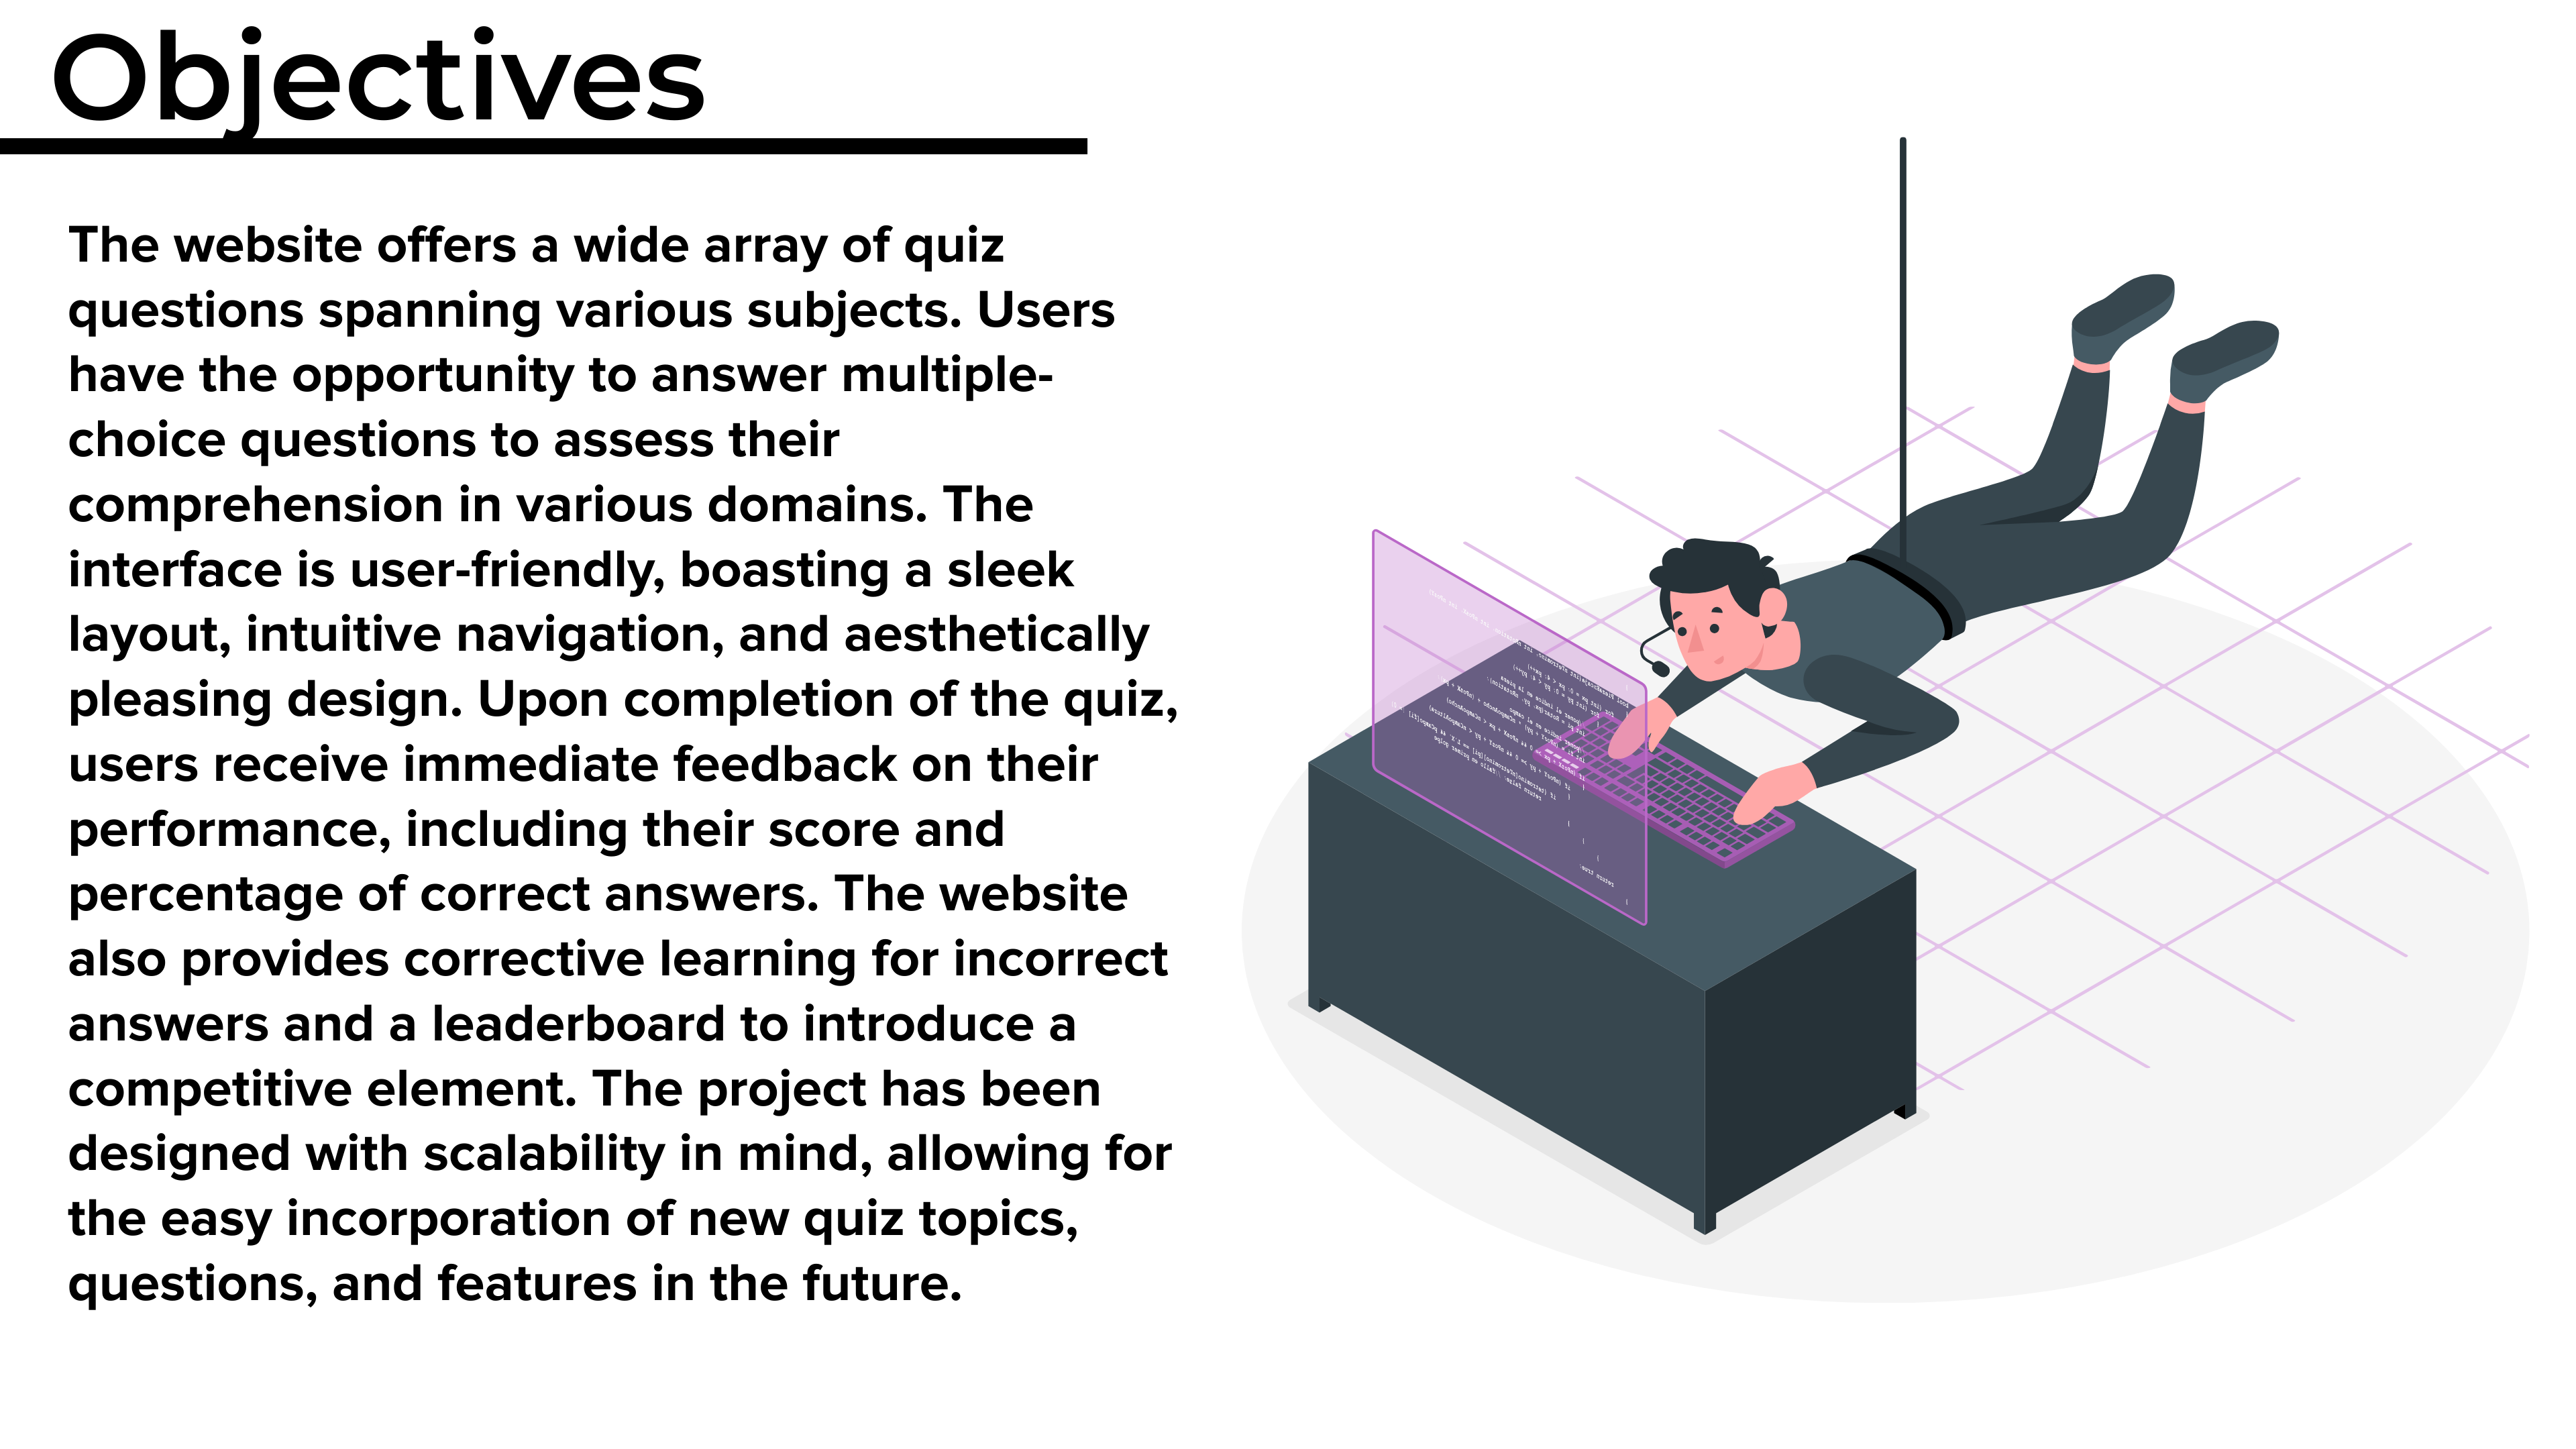 Objectives
The website offers a wide array of quiz
questions spanning various subjects. Users
have the opportunity to answer multiple-
choice questions to assess their
comprehension in various domains. The
interface is user-friendly, boasting a sleek
layout, intuitive navigation, and aesthetically
pleasing design. Upon completion of the quiz,
users receive immediate feedback on their
performance, including their score and
percentage of correct answers. The website
also provides corrective learning for incorrect
answers and a leaderboard to introduce a
competitive element. The project has been
designed with scalability in mind, allowing for
the easy incorporation of new quiz topics,
questions, and features in the future.